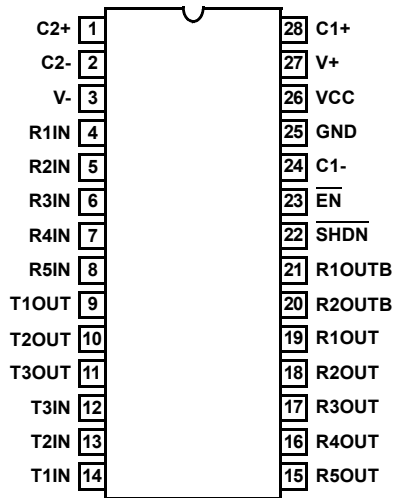 C2+ 1 28 C1+
C2- 2 27 V+
V- 3 26 VCC
R1IN 4 25 GND
R2IN 5 24 C1-
R3IN 6 23 EN
R4IN 7 22 SHDN
R5IN 8 21 R1OUTB
T1OUT 9 20 R2OUTB
T2OUT 10 19 R1OUT
T3OUT 11 18 R2OUT
T3IN 12 17 R3OUT
T2IN 13 16 R4OUT
T1IN 14 15 R5OUT